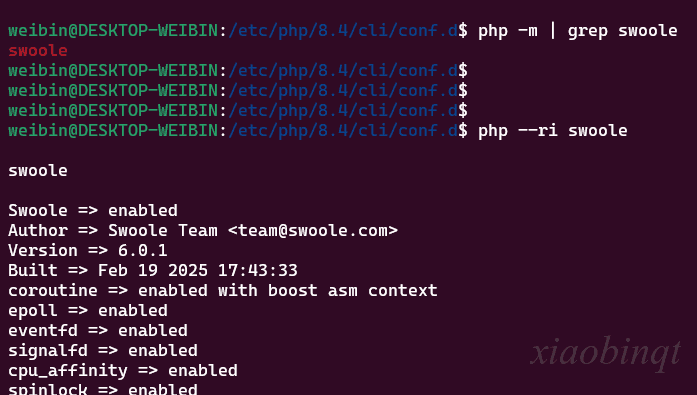 weibin@DESKTOP-WEIBIN:/etc/php/8.4/cli/conf.d$ php -m | grep swoole
swoole
weibin@DESKTOP-WEIBIN:/etc/php/8.4/cli/conf.d$
weibin@DESKTOP-WEIBIN:/etc/php/8.4/cli/conf.d$
weibin@DESKTOP-WEIBIN:/etc/php/8.4/cli/conf.d$
weibin@DESKTOP-WEIBIN:/etc/php/8.4/cli/conf.d$ php --ri swoole
swoole
Swoole => enabled
Author => Swoole Team <team@swoole.com>
Version => 6.0.1
Built => Feb 19 2025 17:43:33
coroutine => enabled with boost asm context
epoll => enabled
eventfd => enabled
signalfd => enabled
cpu_affinity => enabled
spinlock => enabled
xiaobinqt